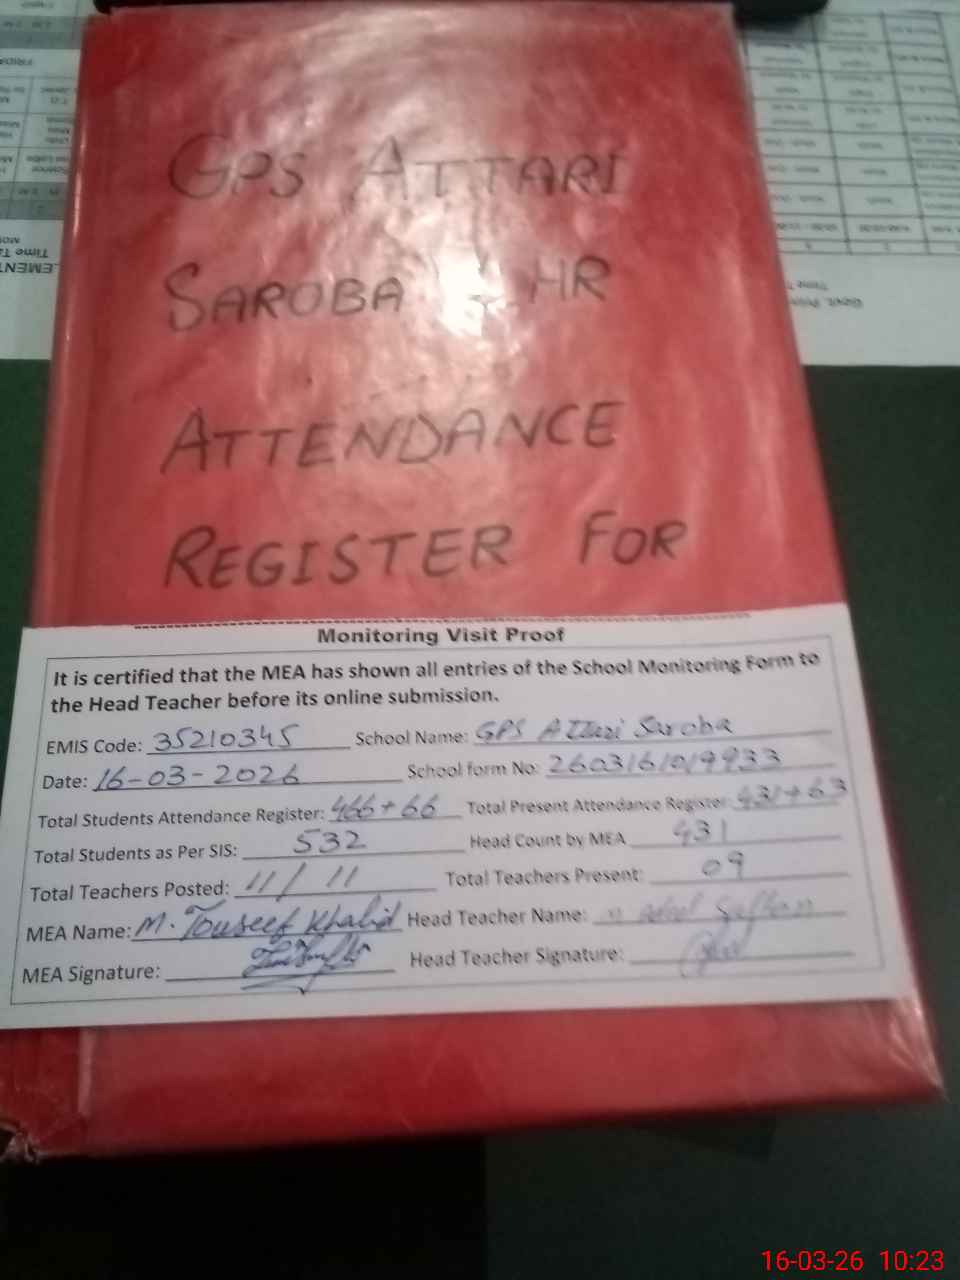 GPS ATTARI
SAROBA LHR
ATTENDANCE
REGISTER FOR
Monitoring Visit Proof
It is certified that the MEA has shown all entries of the School Monitoring Form to
the Head Teacher before its online submission.
EMIS Code: 35210345 School Name: GPS Attari Saroba
Date: 16-03-2026 School form No: 2603161019933
Total Students Attendance Register: 466+66 Total Present Attendance Register: 431+63
Total Students as Per SIS: 532 Head Count by MEA 431
Total Teachers Posted: 11/11 Total Teachers Present: 09
MEA Name: M. Touseef Khalid Head Teacher Name:
MEA Signature: Head Teacher Signature:
16-03-26 10:23